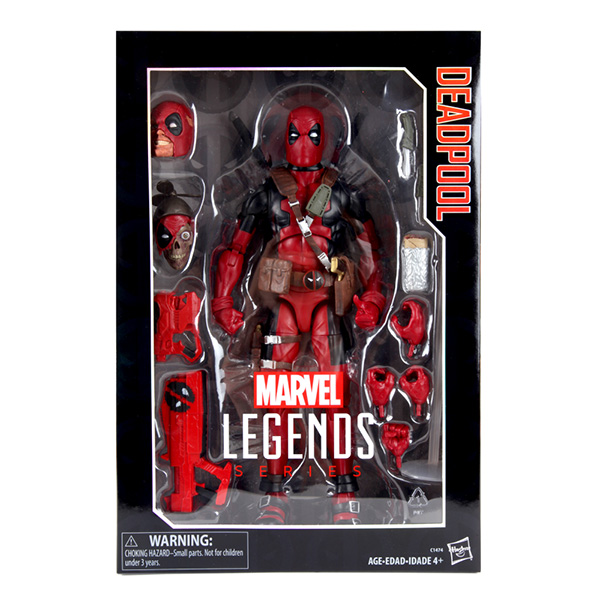 DEADPOOL
MARVEL
LEGENDS
SERIES
WARNING:
CHOKING HAZARD–Small parts. Not for children
under 3 years.
C1474
Hasbro
AGE•EDAD•IDADE 4+